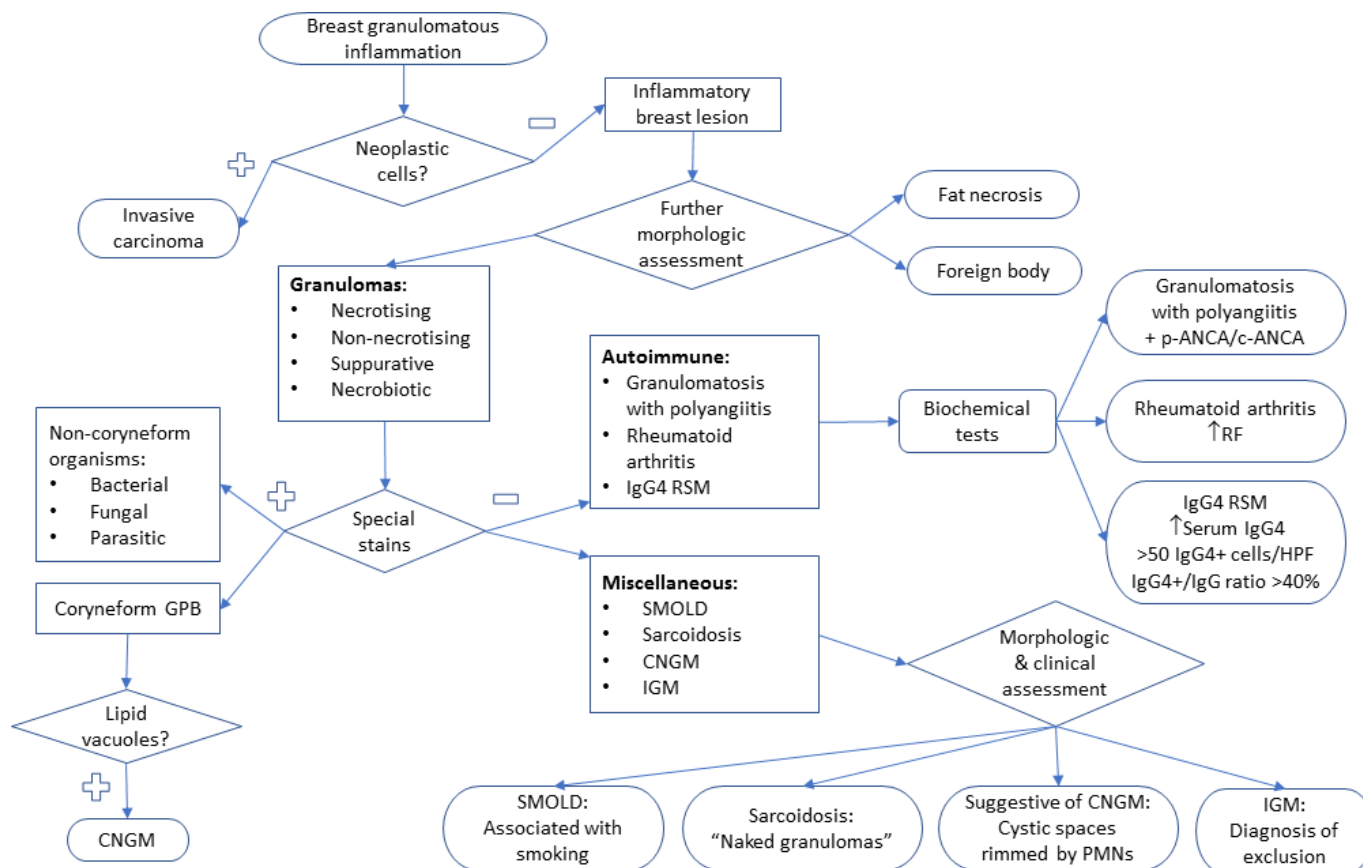 Breast granulomatous
inflammation
Neoplastic
cells?
Invasive
carcinoma
Inflammatory
breast lesion
Further
morphologic
assessment
Fat necrosis
Foreign body
Granulomas:
• Necrotising
• Non-necrotising
• Suppurative
• Necrobiotic
Special
stains
Non-coryneform
organisms:
• Bacterial
• Fungal
• Parasitic
Coryneform GPB
Lipid
vacuoles?
CNGM
Autoimmune:
• Granulomatosis
with polyangiitis
• Rheumatoid
arthritis
• IgG4 RSM
Biochemical
tests
Granulomatosis
with polyangiitis
+ p-ANCA/c-ANCA
Rheumatoid arthritis
↑RF
IgG4 RSM
↑Serum IgG4
>50 IgG4+ cells/HPF
IgG4+/IgG ratio >40%
Miscellaneous:
• SMOLD
• Sarcoidosis
• CNGM
• IGM
Morphologic
& clinical
assessment
SMOLD:
Associated with
smoking
Sarcoidosis:
“Naked granulomas”
Suggestive of CNGM:
Cystic spaces
rimmed by PMNs
IGM:
Diagnosis of
exclusion